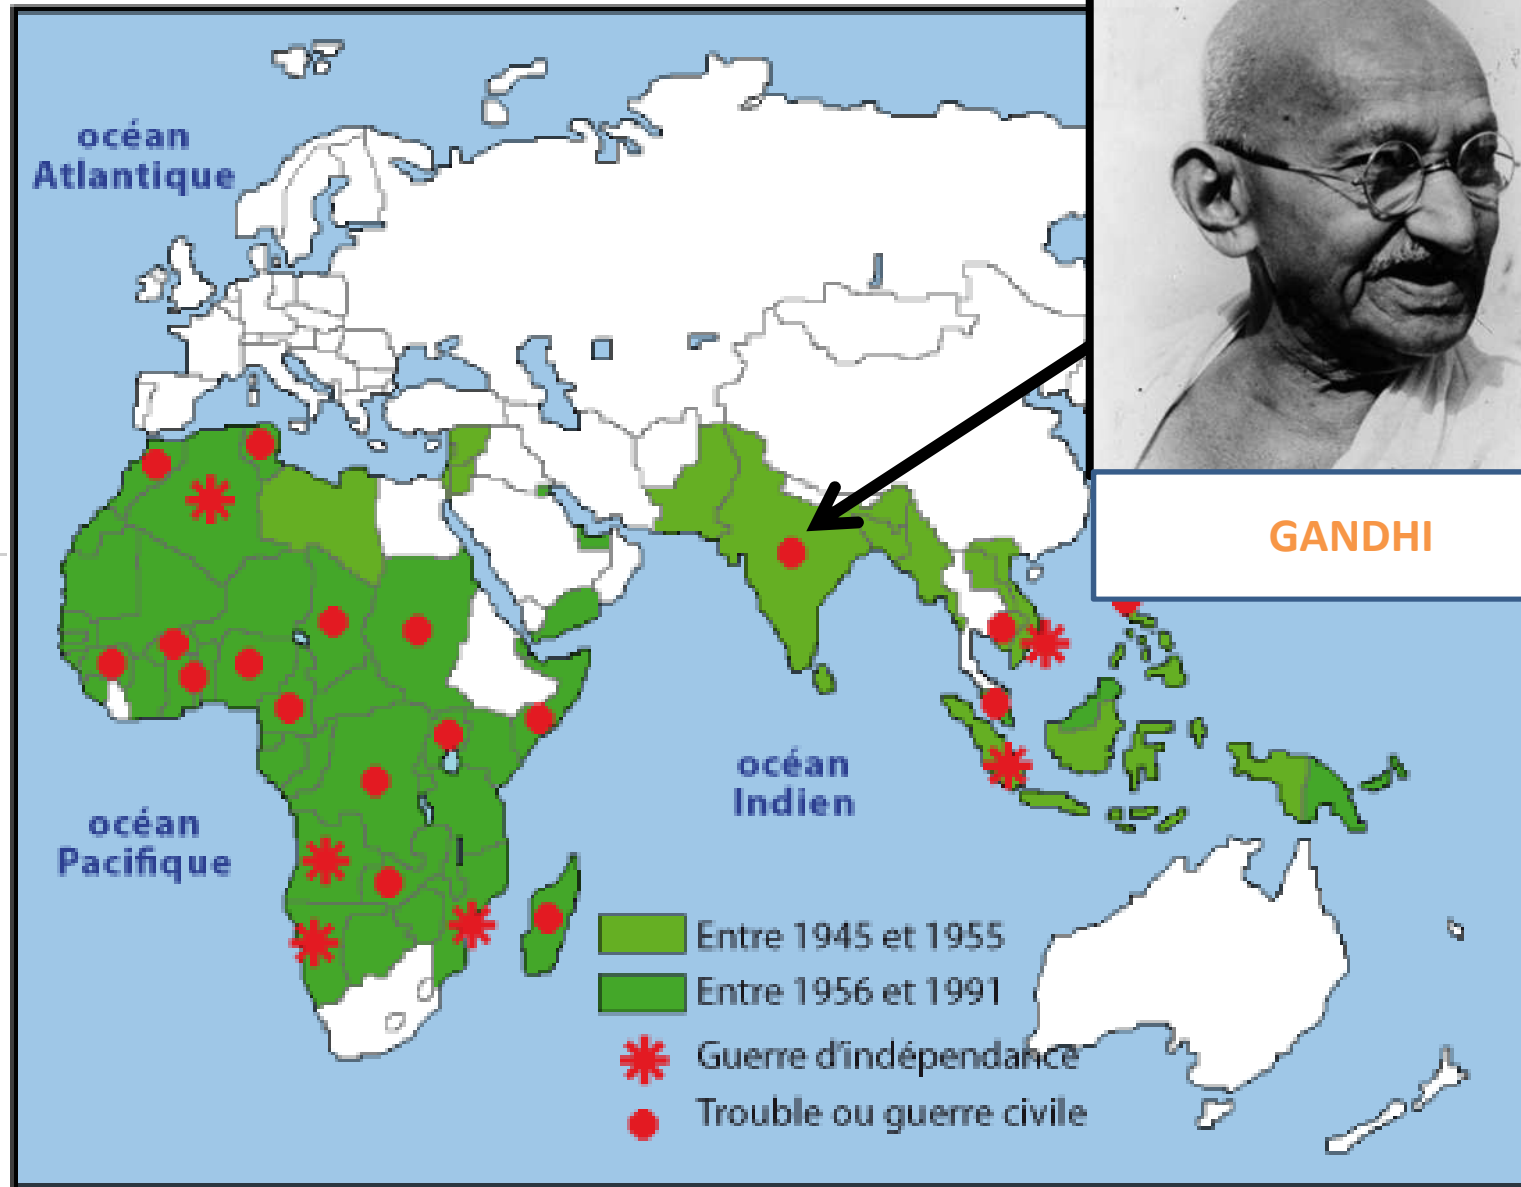 océan
Atlantique
GANDHI
océan
Indien
océan
Pacifique
Entre 1945 et 1955
Entre 1956 et 1991
Guerre d'indépendance
Trouble ou guerre civile